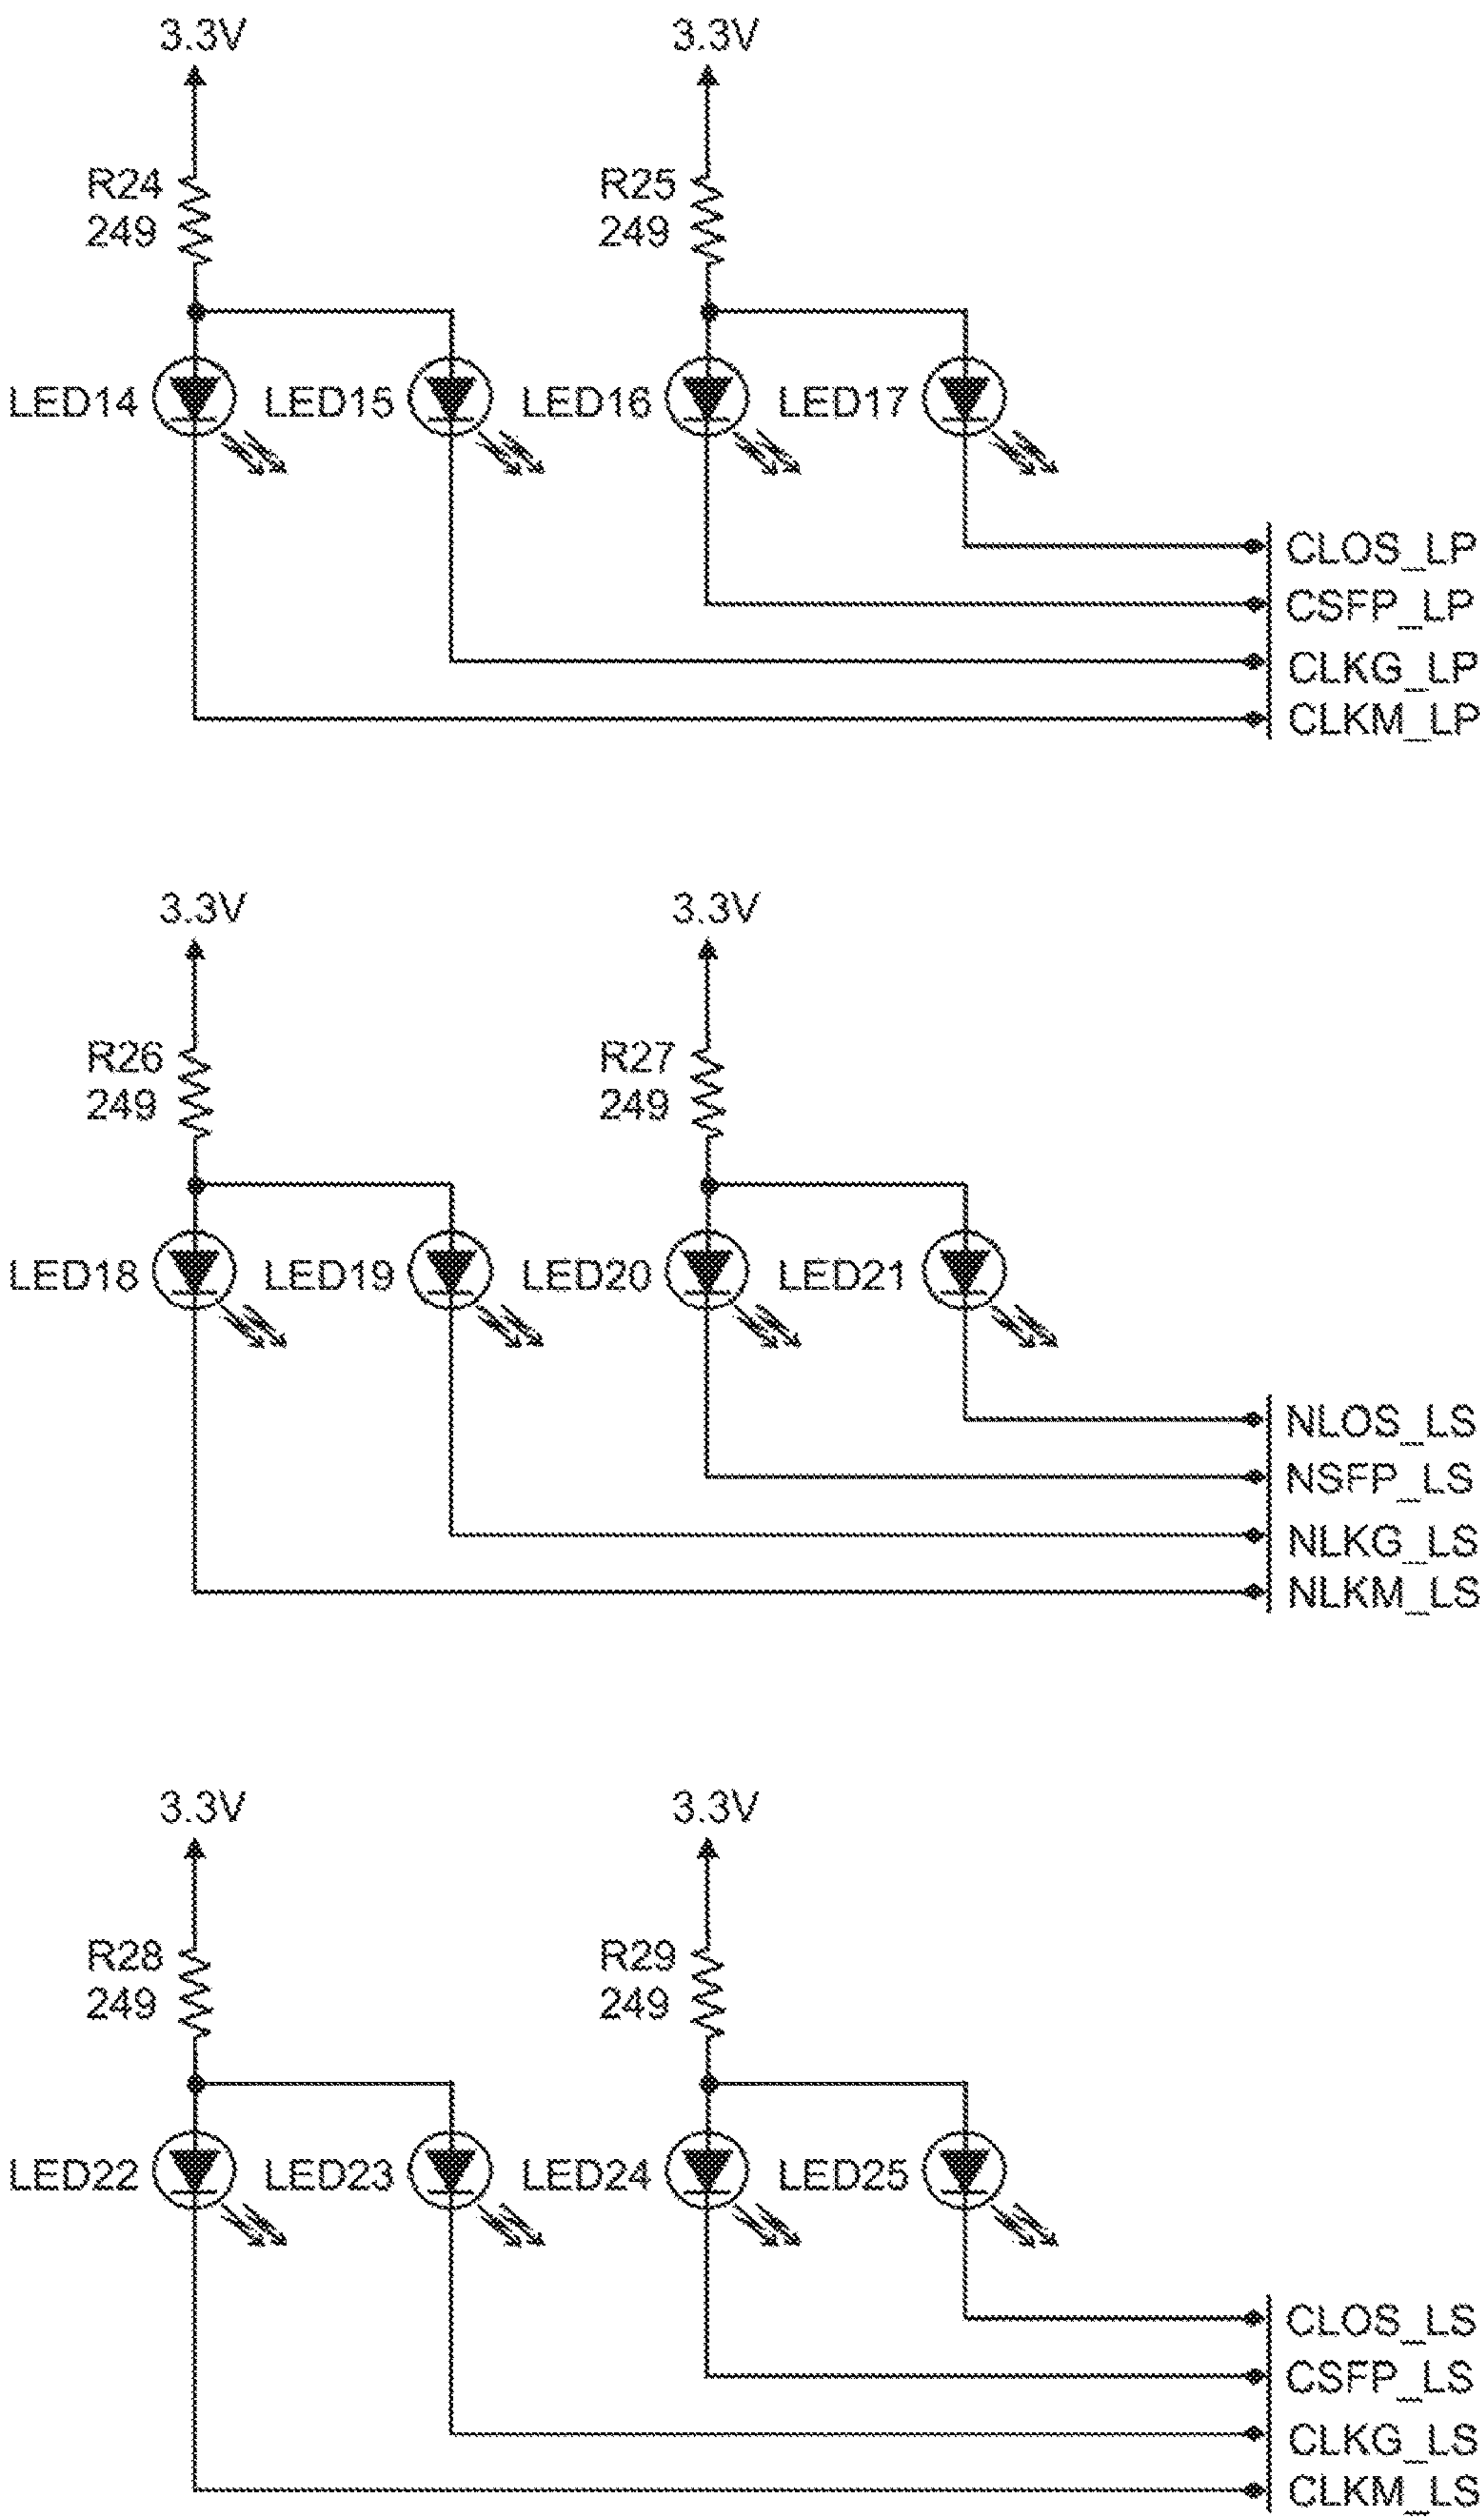 3.3V 3.3V
R24 R25
249 249
LED14 LED15 LED16 LED17
CLOS_LP
CSFP_LP
CLKG_LP
CLKM_LP
3.3V 3.3V
R26 R27
249 249
LED18 LED19 LED20 LED21
NLOS_LS
NSFP_LS
NLKG_LS
NLKM_LS
3.3V 3.3V
R28 R29
249 249
LED22 LED23 LED24 LED25
CLOS_LS
CSFP_LS
CLKG_LS
CLKM_LS